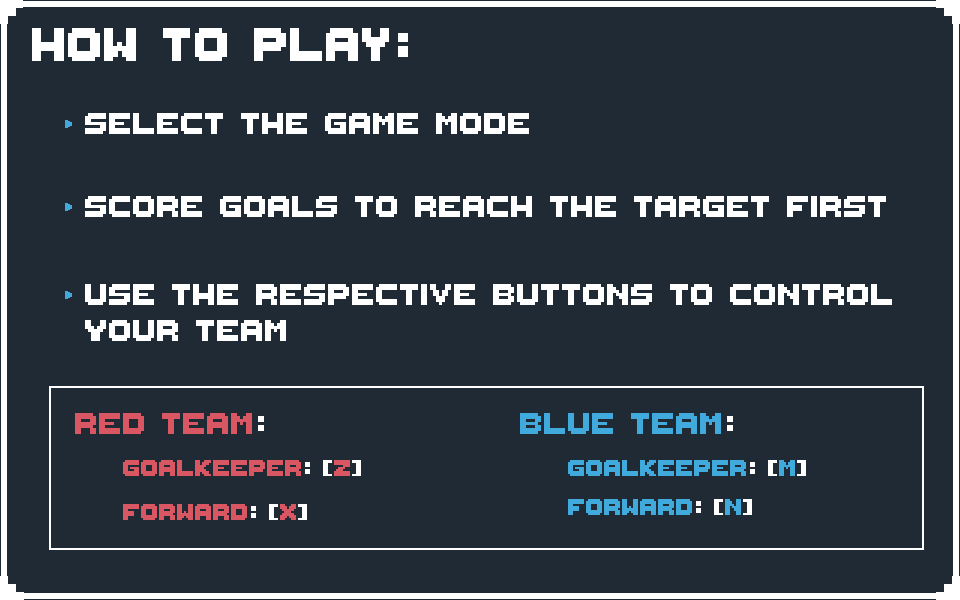 HOW TO PLAY:
SELECT THE GAME MODE
SCORE GOALS TO REACH THE TARGET FIRST
USE THE RESPECTIVE BUTTONS TO CONTROL
YOUR TEAM
RED TEAM:
GOALKEEPER: [Z]
FORWARD: [X]
BLUE TEAM:
GOALKEEPER: [M]
FORWARD: [N]